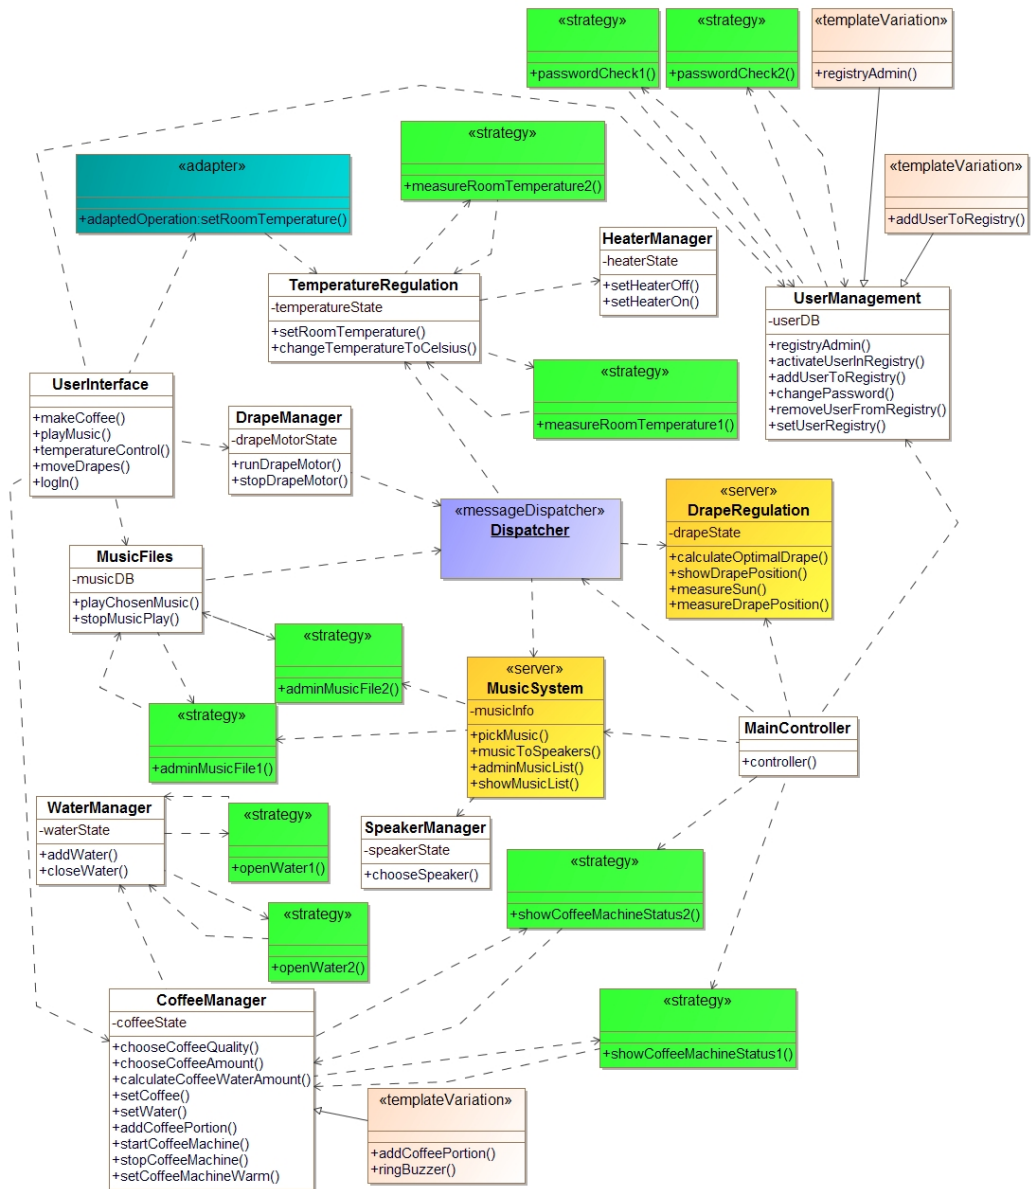 «strategy»
+passwordCheck1()
«strategy»
+passwordCheck2()
«templateVariation»
+registryAdmin()
«strategy»
+measureRoomTemperature2()
«adapter»
+adaptedOperation:setRoomTemperature()
«templateVariation»
+addUserToRegistry()
HeaterManager
-heaterState
+setHeaterOff()
+setHeaterOn()
TemperatureRegulation
-temperatureState
+setRoomTemperature()
+changeTemperatureToCelsius()
UserManagement
-userDB
+registryAdmin()
+activateUserInRegistry()
+addUserToRegistry()
+changePassword()
+removeUserFromRegistry()
+setUserRegistry()
«strategy»
+measureRoomTemperature1()
UserInterface
+makeCoffee()
+playMusic()
+temperatureControl()
+moveDrapes()
+logIn()
DrapeManager
-drapeMotorState
+runDrapeMotor()
+stopDrapeMotor()
«messageDispatcher»
Dispatcher
«server»
DrapeRegulation
-drapeState
+calculateOptimalDrape()
+showDrapePosition()
+measureSun()
+measureDrapePosition()
MusicFiles
-musicDB
+playChosenMusic()
+stopMusicPlay()
«strategy»
+adminMusicFile2()
«strategy»
+adminMusicFile1()
«server»
MusicSystem
-musicInfo
+pickMusic()
+musicToSpeakers()
+adminMusicList()
+showMusicList()
MainController
+controller()
WaterManager
-waterState
+addWater()
+closeWater()
«strategy»
+openWater1()
SpeakerManager
-speakerState
+chooseSpeaker()
«strategy»
+showCoffeeMachineStatus2()
«strategy»
+openWater2()
CoffeeManager
-coffeeState
+chooseCoffeeQuality()
+chooseCoffeeAmount()
+calculateCoffeeWaterAmount()
+setCoffee()
+setWater()
+addCoffeePortion()
+startCoffeeMachine()
+stopCoffeeMachine()
+setCoffeeMachineWarm()
«strategy»
+showCoffeeMachineStatus1()
«templateVariation»
+addCoffeePortion()
+ringBuzzer()